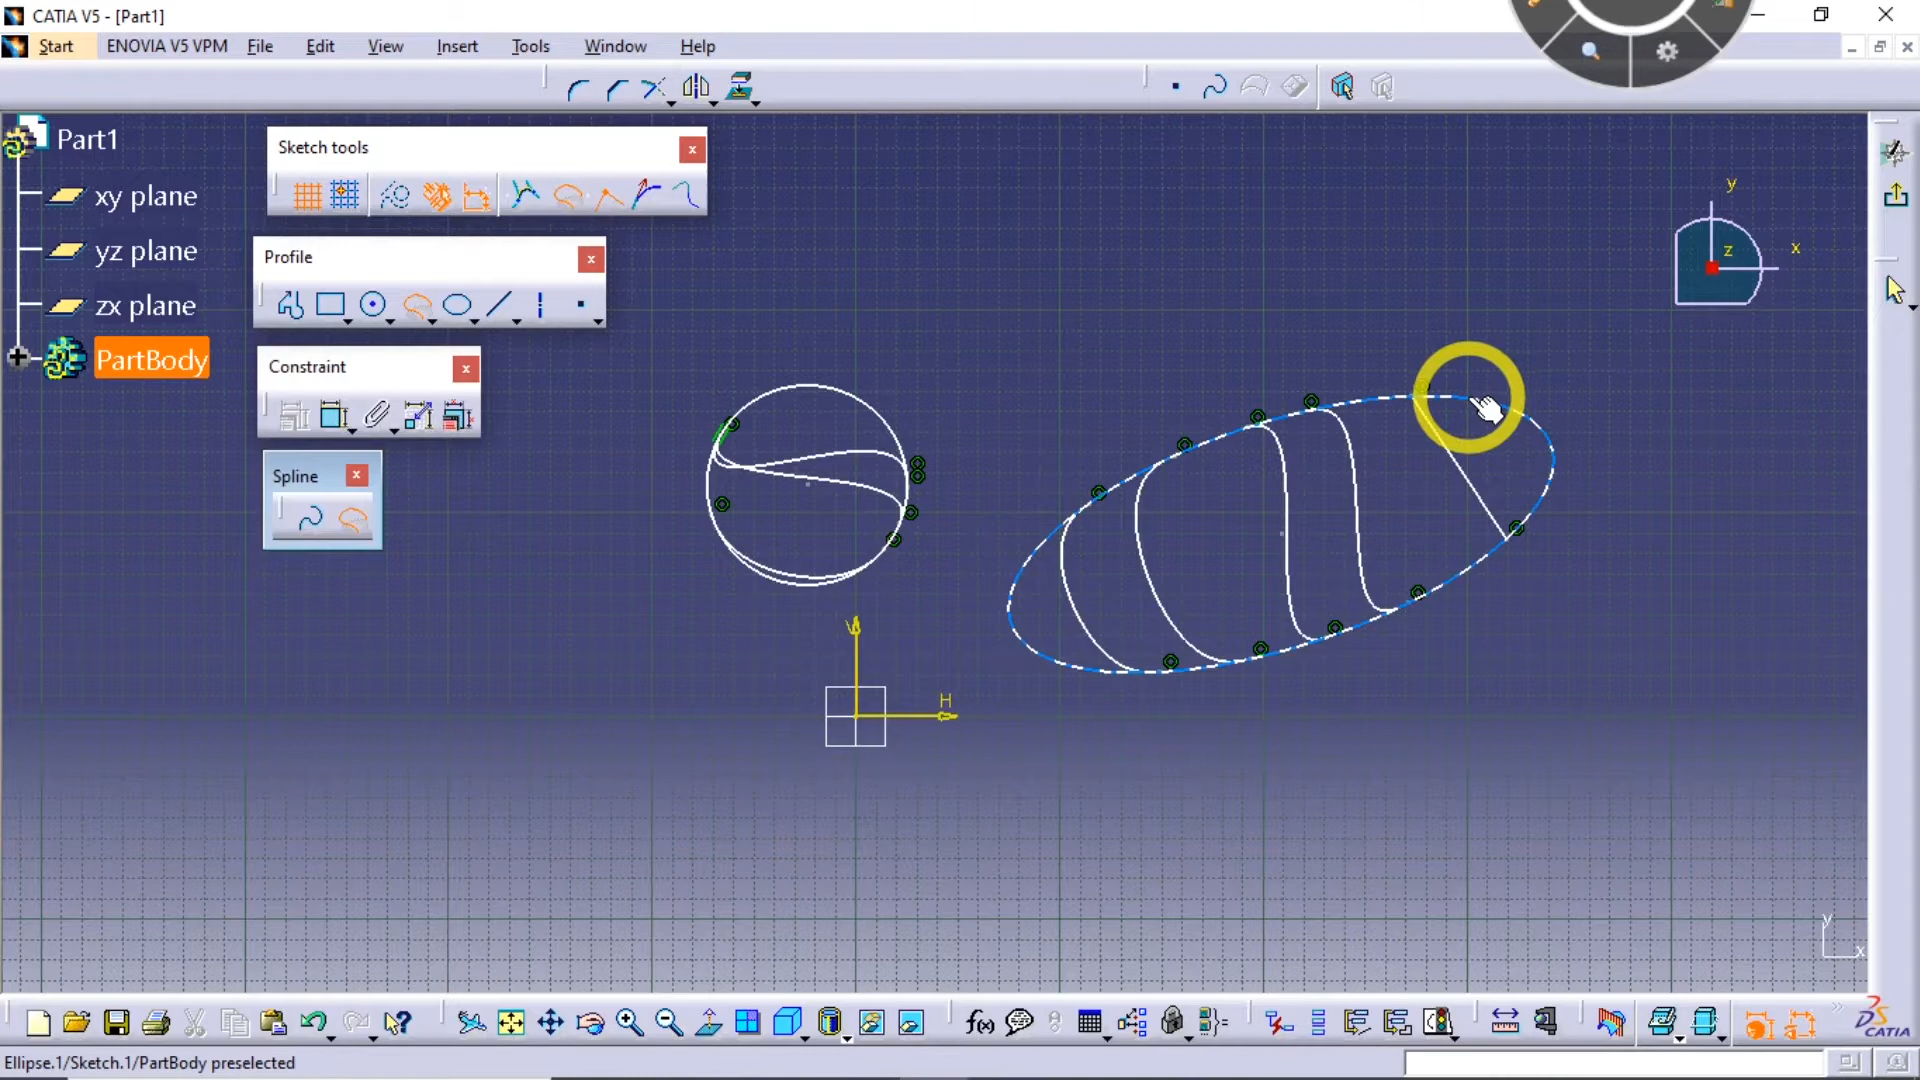 CATIA V5 - [Part1]
Start ENOVIA V5 VPM File Edit View Insert Tools Window Help
Part1
xy plane
yz plane
zx plane
PartBody
Sketch tools
Profile
Constraint
Spline
y
z
x
V
H
y
x
f(x)
DS
CATIA
Ellipse.1/Sketch.1/PartBody preselected